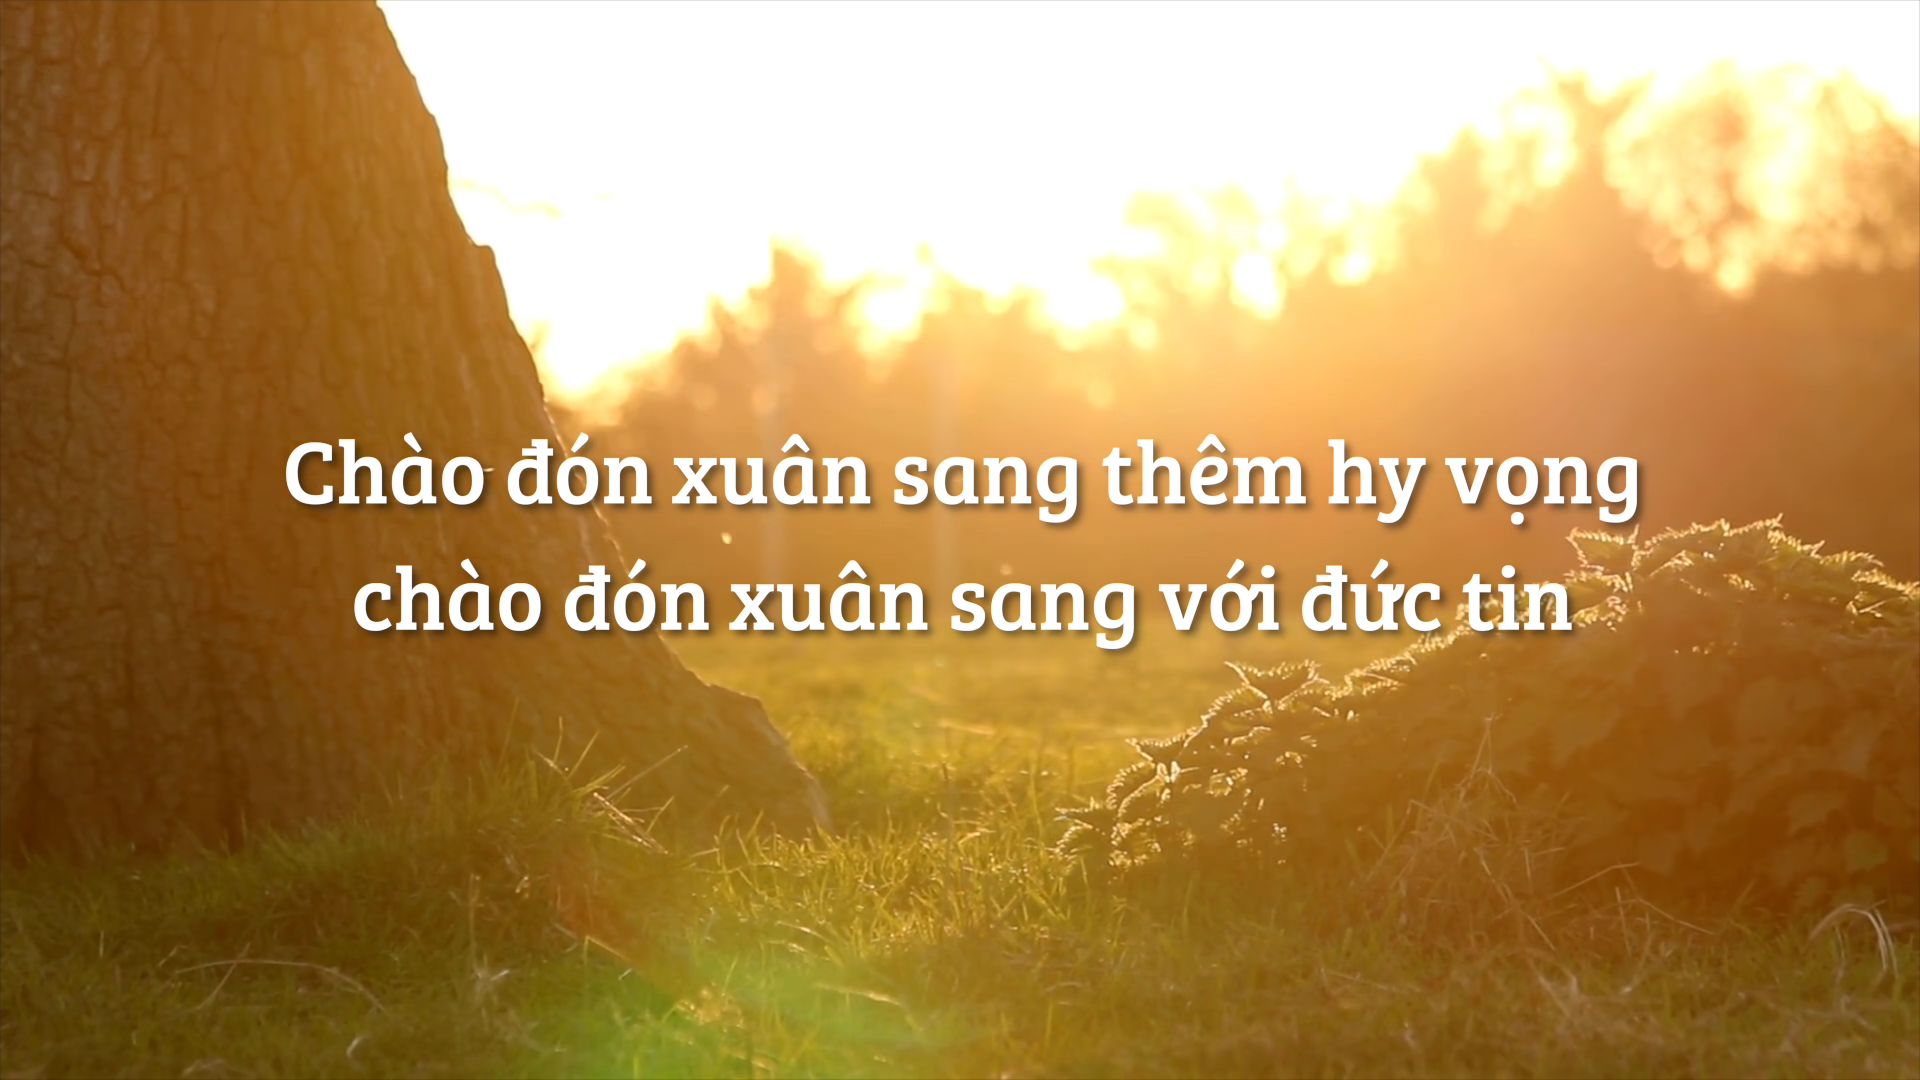 Chào đón xuân sang thêm hy vọng
chào đón xuân sang với đức tin